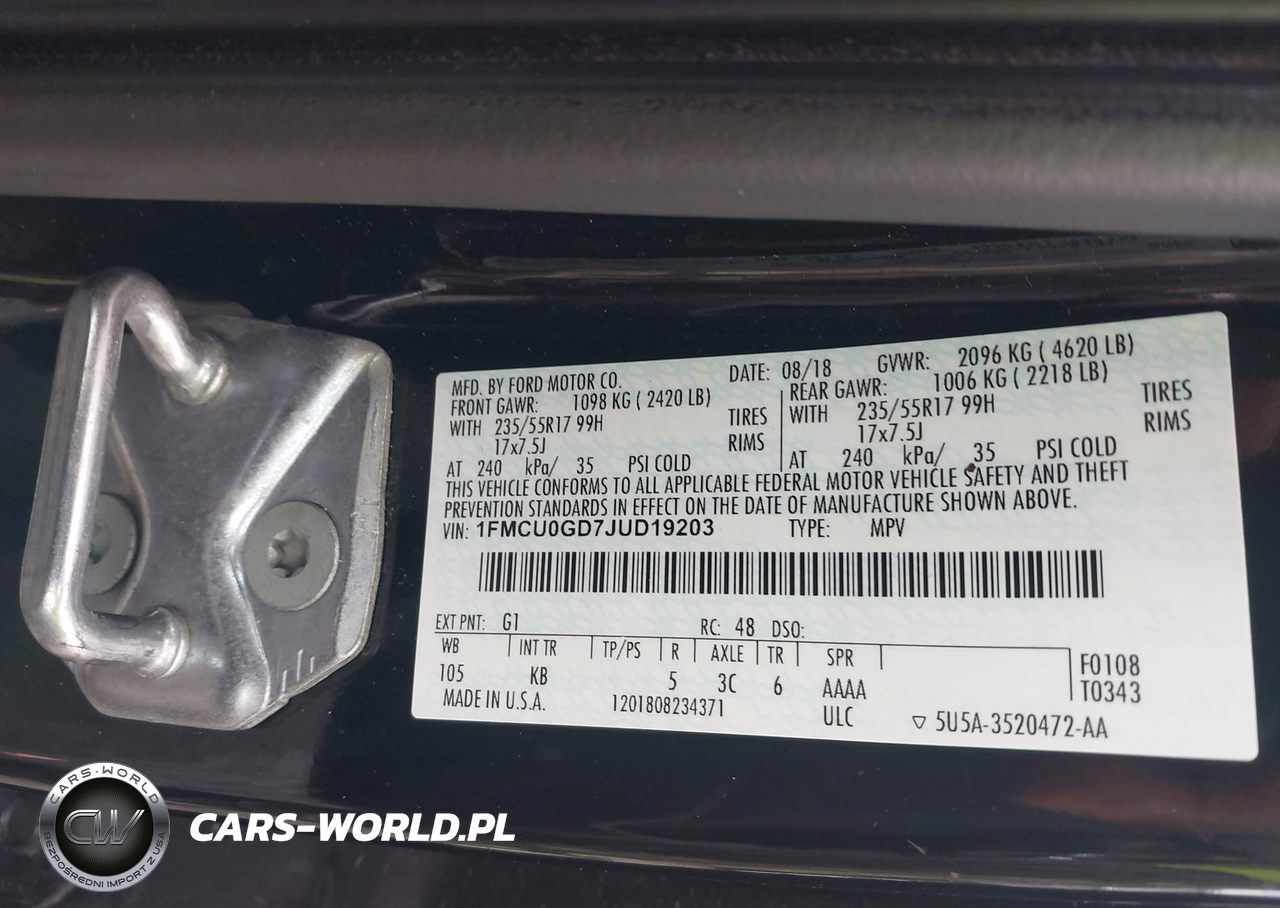 MFD. BY FORD MOTOR CO. DATE: 08/18 GVWR: 2096 KG ( 4620 LB)
FRONT GAWR: 1098 KG ( 2420 LB) REAR GAWR: 1006 KG ( 2218 LB)
WITH 235/55R17 99H TIRES WITH 235/55R17 99H TIRES
17x7.5J RIMS 17x7.5J RIMS
AT 240 kPa/ 35 PSI COLD AT 240 kPa/ 35 PSI COLD
THIS VEHICLE CONFORMS TO ALL APPLICABLE FEDERAL MOTOR VEHICLE SAFETY AND THEFT
PREVENTION STANDARDS IN EFFECT ON THE DATE OF MANUFACTURE SHOWN ABOVE.
VIN: 1FMCU0GD7JUD19203 TYPE: MPV
EXT PNT: G1 RC: 48 DSO:
WB INT TR TP/PS R AXLE TR SPR F0108
105 KB 5 3C 6 AAAA T0343
MADE IN U.S.A. 1201808234371 ULC ▽ 5U5A-3520472-AA
CARS-WORLD
CW
BEZPOŚREDNI IMPORT Z USA
CARS-WORLD.PL